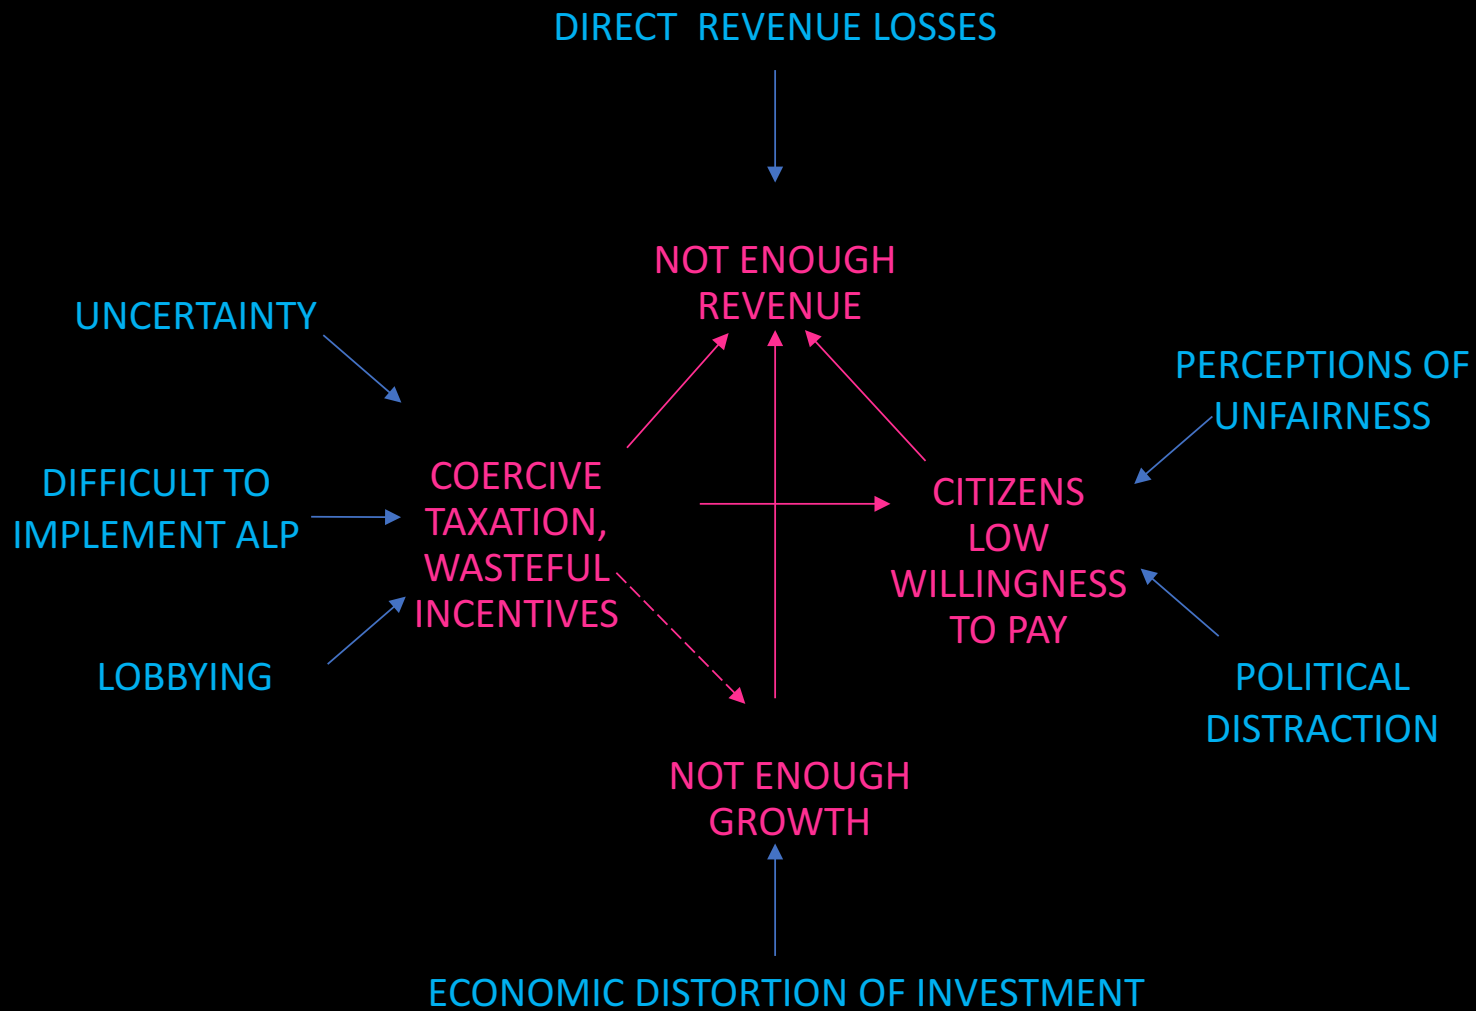 DIRECT REVENUE LOSSES
NOT ENOUGH
REVENUE
UNCERTAINTY
PERCEPTIONS OF
UNFAIRNESS
DIFFICULT TO
IMPLEMENT ALP
COERCIVE
TAXATION,
WASTEFUL
INCENTIVES
CITIZENS
LOW
WILLINGNESS
TO PAY
LOBBYING
POLITICAL
DISTRACTION
NOT ENOUGH
GROWTH
ECONOMIC DISTORTION OF INVESTMENT